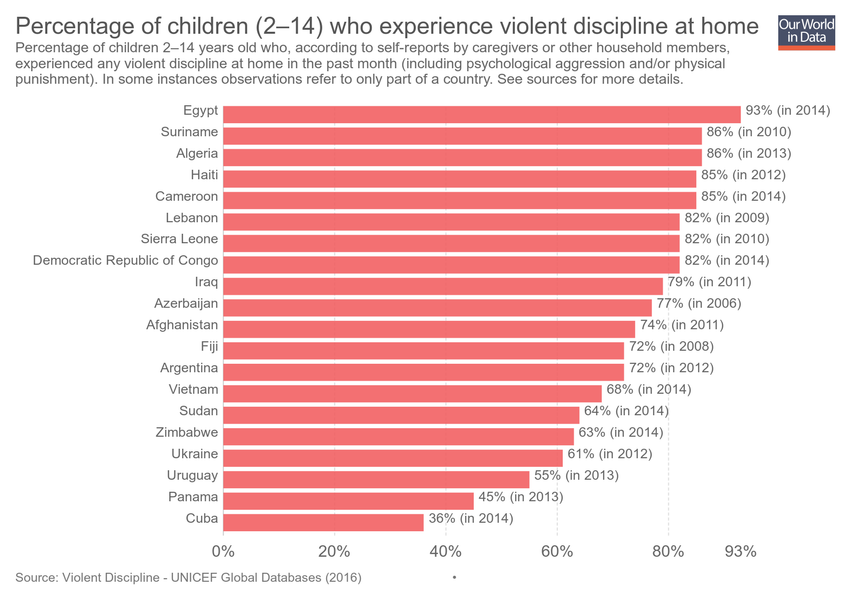 Percentage of children (2–14) who experience violent discipline at home
Our World
in Data
Percentage of children 2–14 years old who, according to self-reports by caregivers or other household members,
experienced any violent discipline at home in the past month (including psychological aggression and/or physical
punishment). In some instances observations refer to only part of a country. See sources for more details.
Egypt 93% (in 2014)
Suriname 86% (in 2010)
Algeria 86% (in 2013)
Haiti 85% (in 2012)
Cameroon 85% (in 2014)
Lebanon 82% (in 2009)
Sierra Leone 82% (in 2010)
Democratic Republic of Congo 82% (in 2014)
Iraq 79% (in 2011)
Azerbaijan 77% (in 2006)
Afghanistan 74% (in 2011)
Fiji 72% (in 2008)
Argentina 72% (in 2012)
Vietnam 68% (in 2014)
Sudan 64% (in 2014)
Zimbabwe 63% (in 2014)
Ukraine 61% (in 2012)
Uruguay 55% (in 2013)
Panama 45% (in 2013)
Cuba 36% (in 2014)
0% 20% 40% 60% 80% 93%
Source: Violent Discipline - UNICEF Global Databases (2016) •